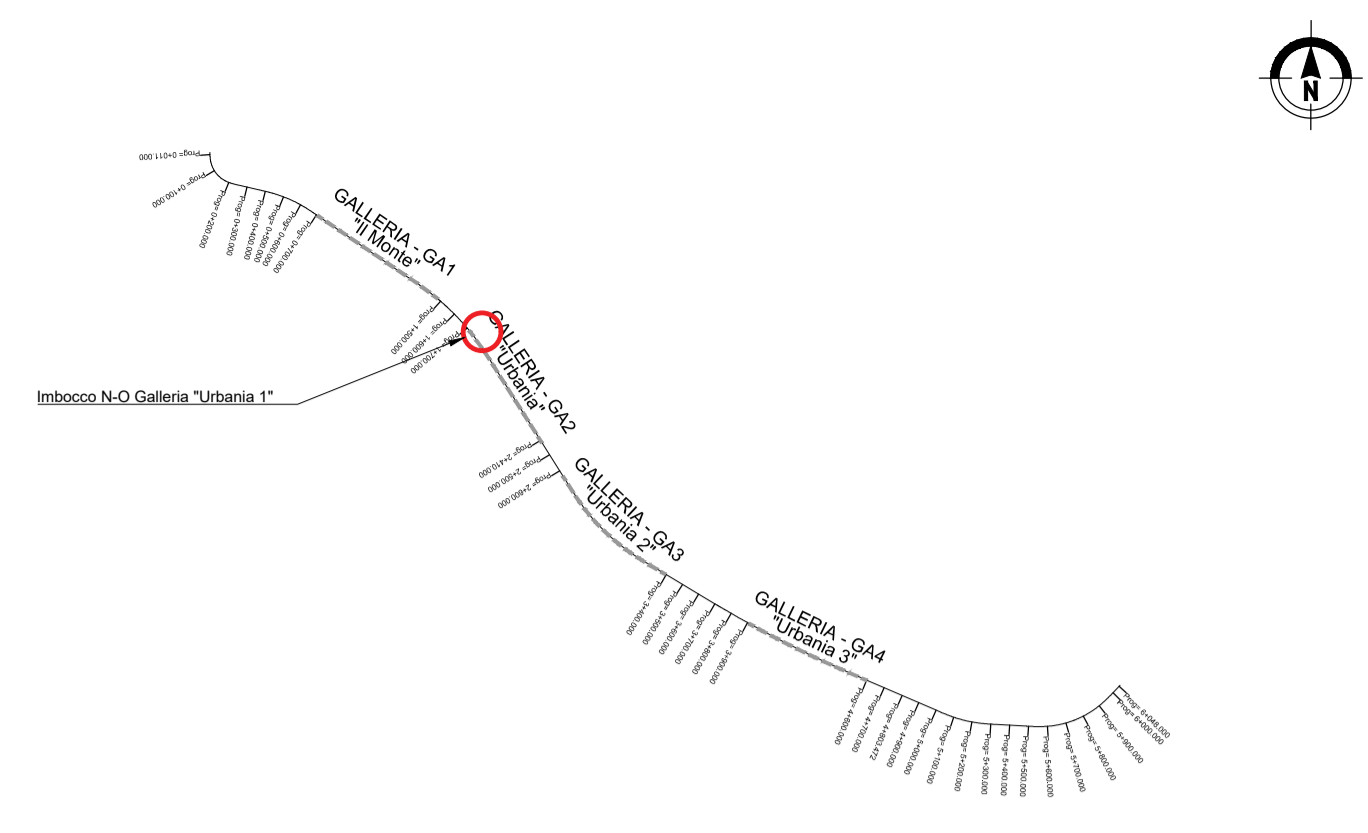 N
Prog= 0+011.000
Prog= 0+100.000
Prog= 0+200.000
Prog= 0+300.000
Prog= 0+400.000
Prog= 0+500.000
Prog= 0+600.000
Prog= 0+700.000
GALLERIA - GA1
"Il Monte"
Prog= 1+500.000
Prog= 1+600.000
Prog= 1+700.000
Imbocco N-O Galleria "Urbania 1"
GALLERIA - GA2
"Urbania"
Prog= 2+410.000
Prog= 2+500.000
Prog= 2+600.000
GALLERIA - GA3
"Urbania 2"
Prog= 3+400.000
Prog= 3+500.000
Prog= 3+600.000
Prog= 3+700.000
Prog= 3+800.000
Prog= 3+900.000
GALLERIA - GA4
"Urbania 3"
Prog= 4+600.000
Prog= 4+700.000
Prog= 4+803.472
Prog= 4+900.000
Prog= 5+000.000
Prog= 5+100.000
Prog= 5+200.000
Prog= 5+300.000
Prog= 5+400.000
Prog= 5+500.000
Prog= 5+600.000
Prog= 5+700.000
Prog= 5+800.000
Prog= 5+900.000
Prog= 6+000.000
Prog= 6+048.000